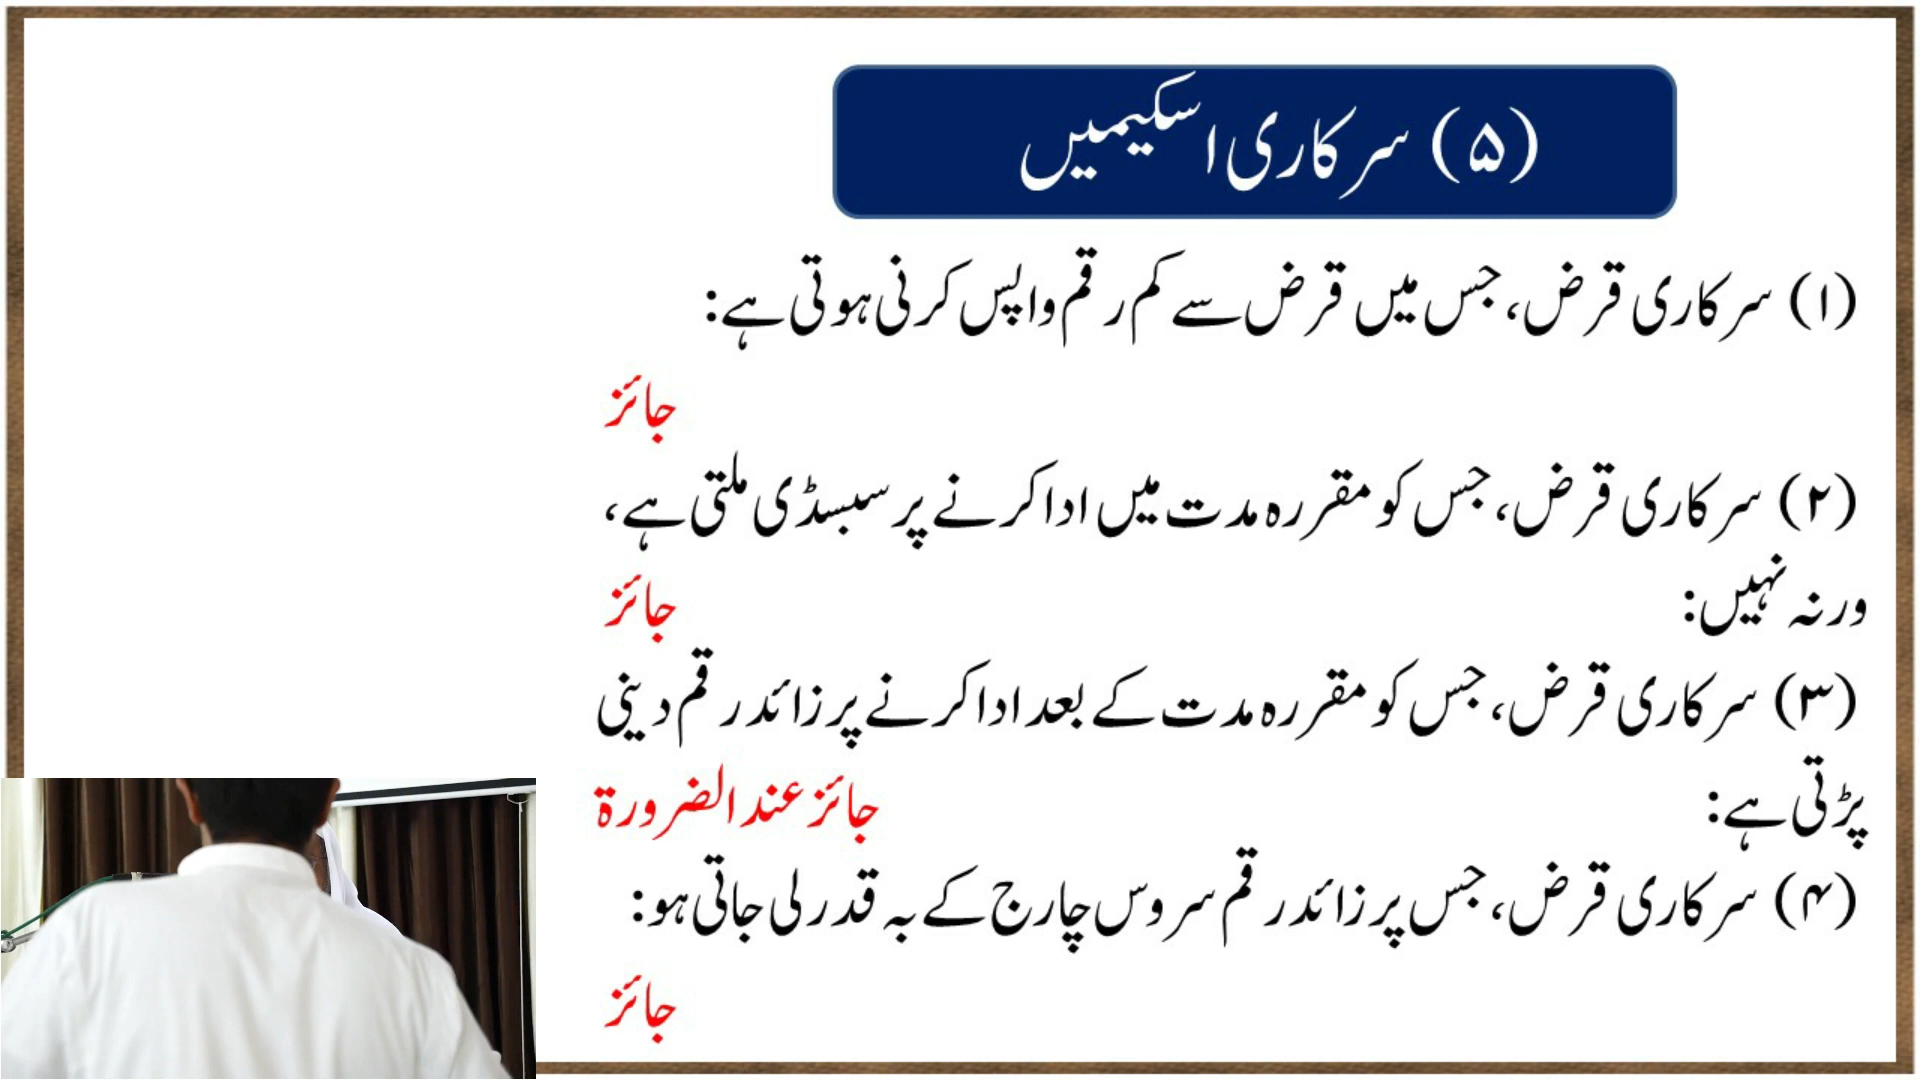 (۵) سرکاری اسکیمیں
(۱) سرکاری قرض، جس میں قرض سے کم رقم واپس کرنی ہوتی ہے:
جائز
(۲) سرکاری قرض، جس کو مقررہ مدت میں ادا کرنے پر سبسڈی ملتی ہے،
ورنہ نہیں: جائز
(۳) سرکاری قرض، جس کو مقررہ مدت کے بعد ادا کرنے پر زائد رقم دینی
پڑتی ہے: جائز عند الضرورۃ
(۴) سرکاری قرض، جس پر زائد رقم سروس چارج کے بہ قدر لی جاتی ہو:
جائز